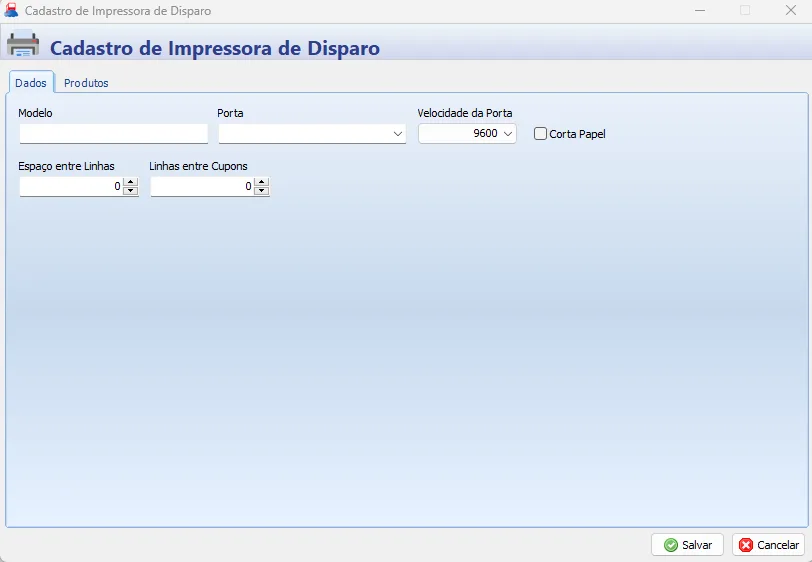 Cadastro de Impressora de Disparo
Cadastro de Impressora de Disparo
Dados Produtos
Modelo Porta Velocidade da Porta
9600 Corta Papel
Espaço entre Linhas Linhas entre Cupons
0 0
Salvar Cancelar